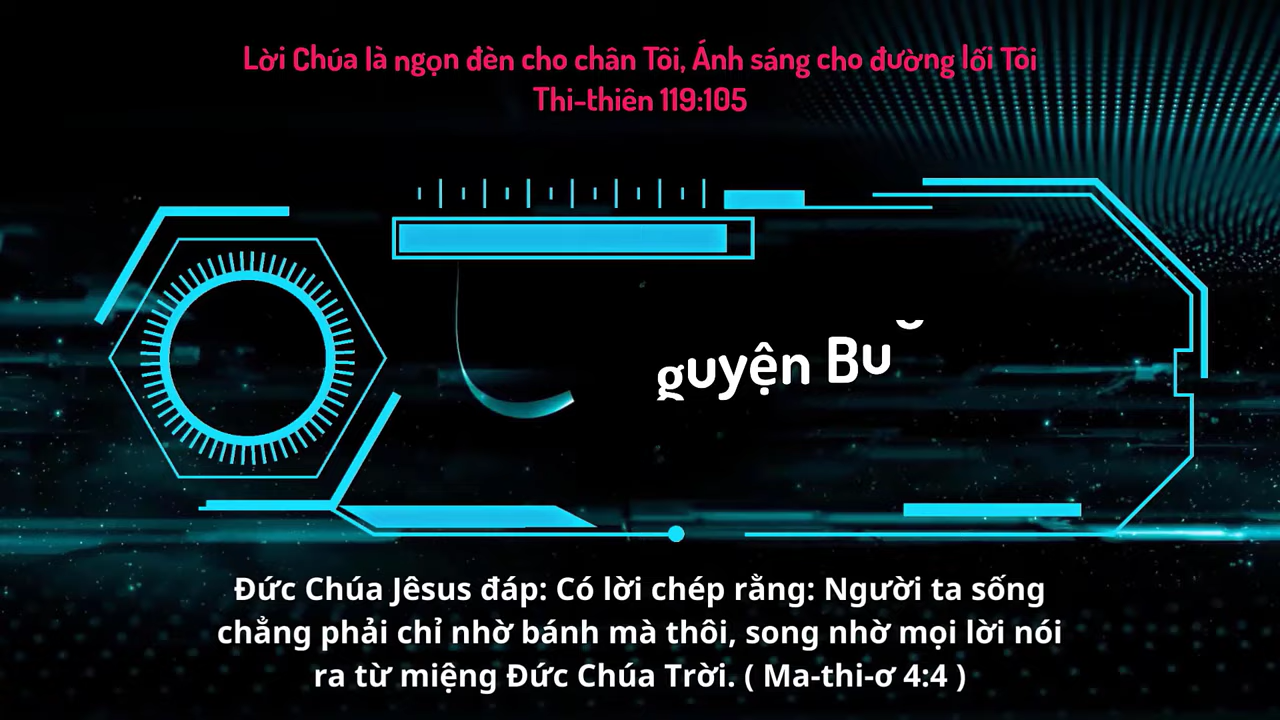 Lời Chúa là ngọn đèn cho chân Tôi, Ánh sáng cho đường lối Tôi
Thi-thiên 119:105
guyện Bu
Đức Chúa Jêsus đáp: Có lời chép rằng: Người ta sống
chẳng phải chỉ nhờ bánh mà thôi, song nhờ mọi lời nói
ra từ miệng Đức Chúa Trời. ( Ma-thi-ơ 4:4 )